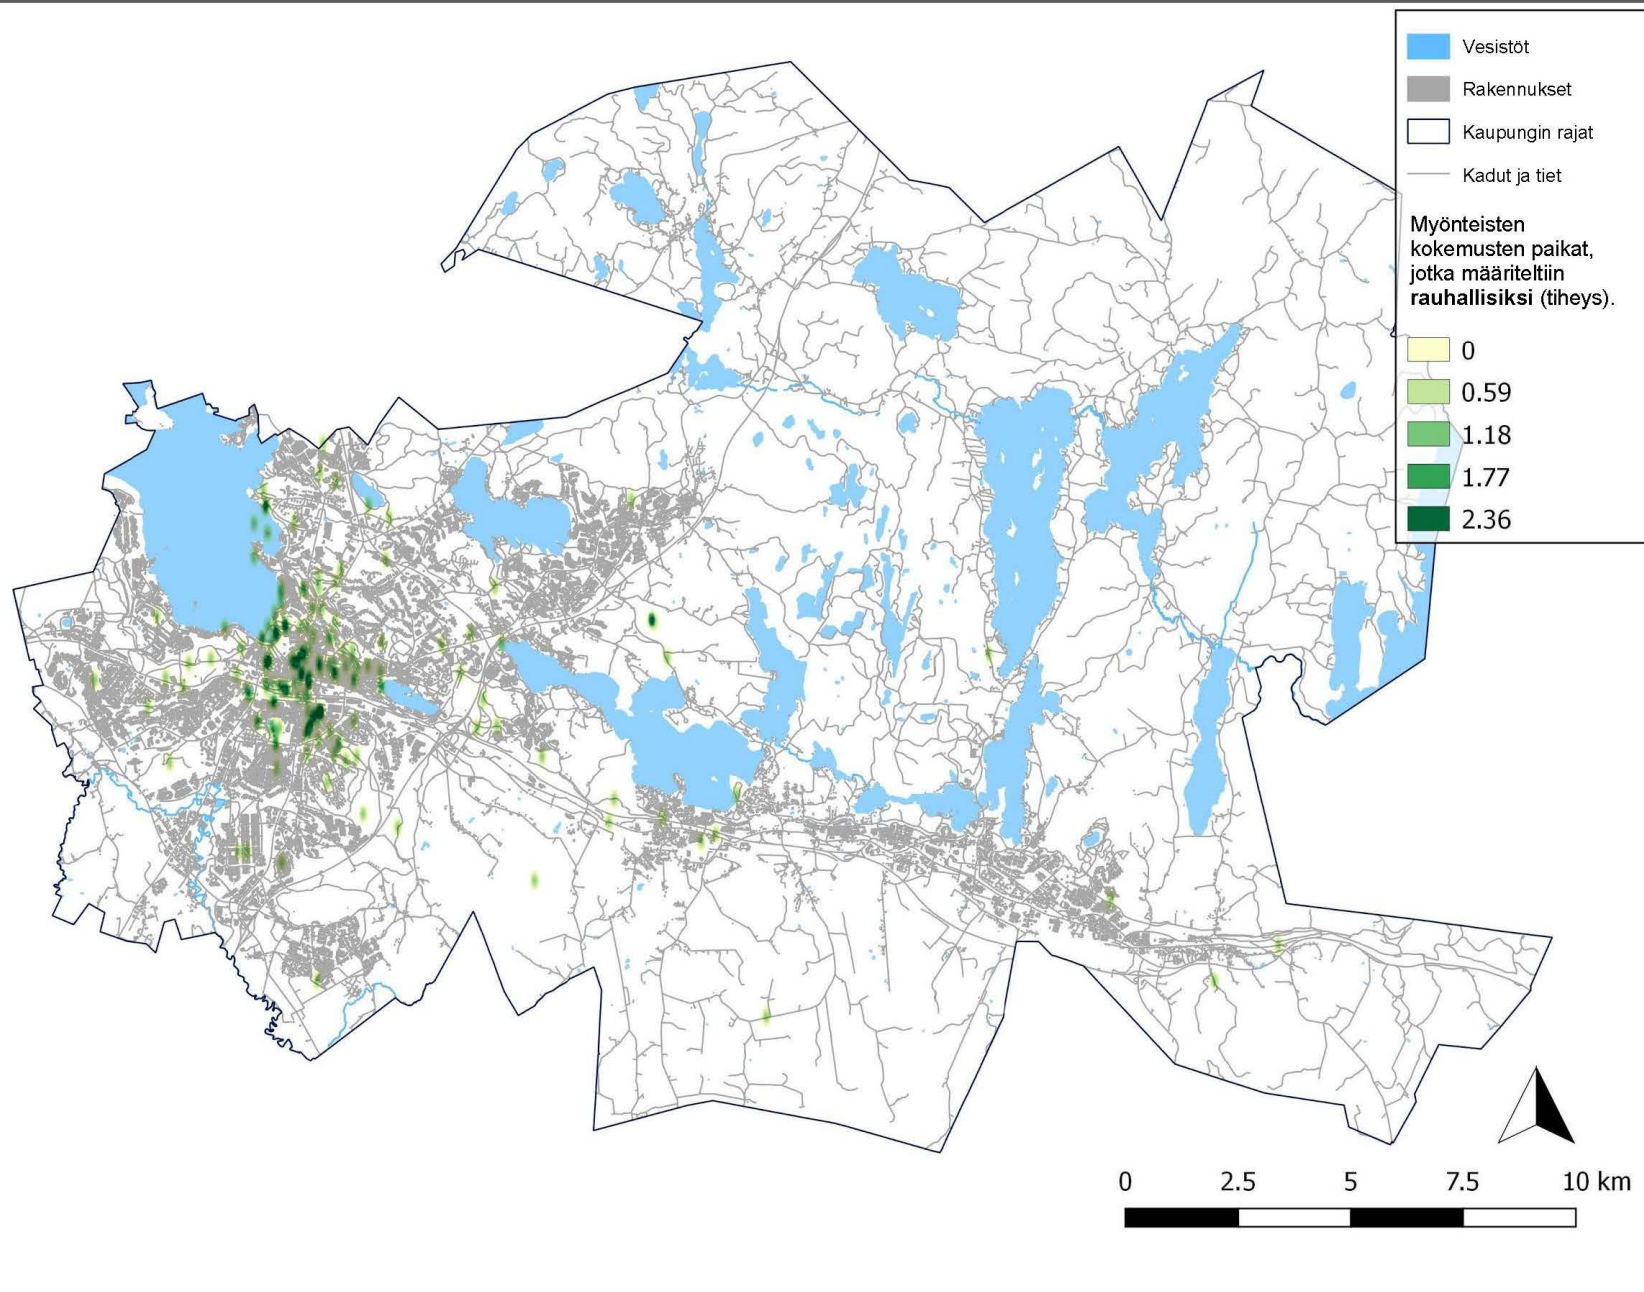 Vesistöt
Rakennukset
Kaupungin rajat
Kadut ja tiet
Myönteisten
kokemusten paikat,
jotka määriteltiin
rauhallisiksi (tiheys).
0
0.59
1.18
1.77
2.36
0 2.5 5 7.5 10 km